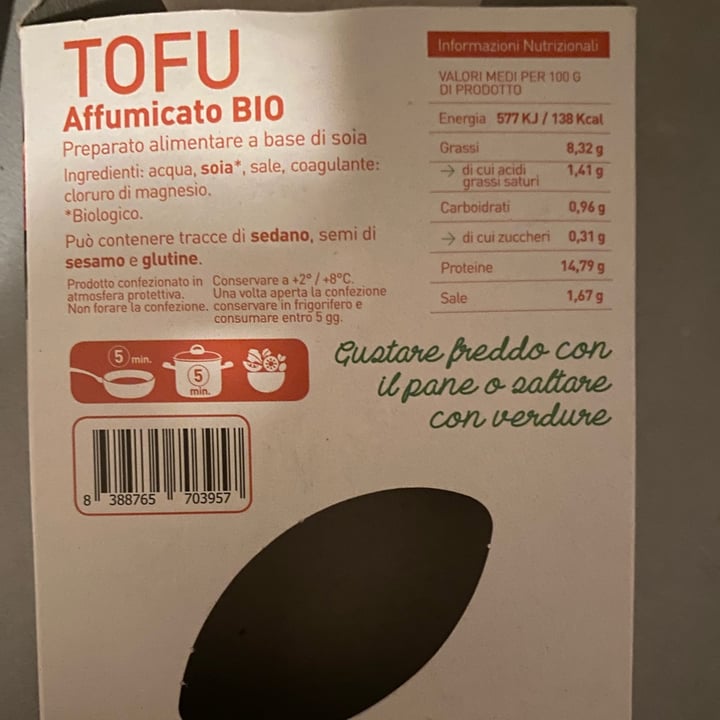 TOFU
Affumicato BIO
Preparato alimentare a base di soia
Ingredienti: acqua, soia*, sale, coagulante:
cloruro di magnesio.
*Biologico.
Può contenere tracce di sedano, semi di
sesamo e glutine.
Prodotto confezionato in
atmosfera protettiva.
Non forare la confezione.
Conservare a +2° / +8°C.
Una volta aperta la confezione
conservare in frigorifero e
consumare entro 5 gg.
5 min.
5
min.
8 388765 703957
Informazioni Nutrizionali
VALORI MEDI PER 100 G
DI PRODOTTO
Energia 577 KJ / 138 Kcal
Grassi 8,32 g
→ di cui acidi 1,41 g
grassi saturi
Carboidrati 0,96 g
→ di cui zuccheri 0,31 g
Proteine 14,79 g
Sale 1,67 g
Gustare freddo con
il pane o saltare
con verdure